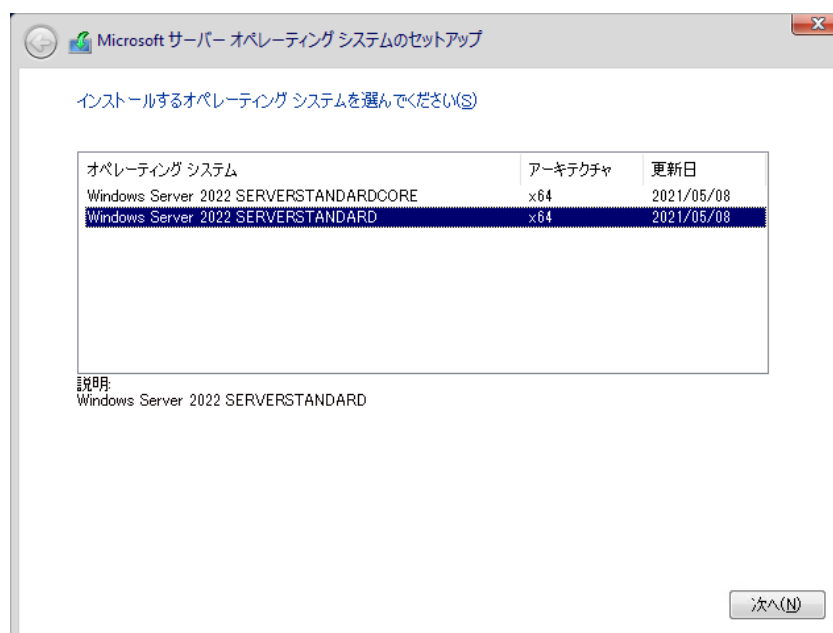 Microsoft サーバー オペレーティング システムのセットアップ
インストールするオペレーティング システムを選んでください(S)
オペレーティング システム アーキテクチャ 更新日
Windows Server 2022 SERVERSTANDARDCORE x64 2021/05/08
Windows Server 2022 SERVERSTANDARD x64 2021/05/08
説明:
Windows Server 2022 SERVERSTANDARD
次へ(N)